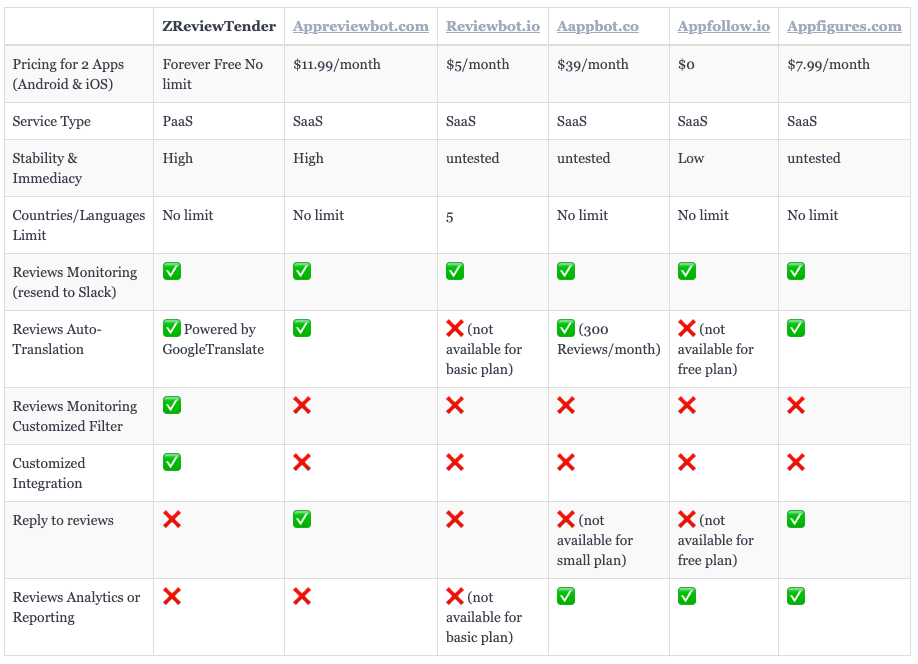 ZReviewTender Appreviewbot.com Reviewbot.io Aappbot.co Appfollow.io Appfigures.com
Pricing for 2 Apps Forever Free No $11.99/month $5/month $39/month $0 $7.99/month
(Android & iOS) limit
Service Type PaaS SaaS SaaS SaaS SaaS SaaS
Stability & High High untested untested Low untested
Immediacy
Countries/Languages No limit No limit 5 No limit No limit No limit
Limit
Reviews Monitoring ✅ ✅ ✅ ✅ ✅ ✅
(resend to Slack)
Reviews Auto- ✅ Powered by ✅ ❌ (not ✅ (300 ❌ (not ✅
Translation GoogleTranslate available for Reviews/month) available for
basic plan) free plan)
Reviews Monitoring ✅ ❌ ❌ ❌ ❌ ❌
Customized Filter
Customized ✅ ❌ ❌ ❌ ❌ ❌
Integration
Reply to reviews ❌ ✅ ❌ ❌ (not ❌ (not ✅
available for available for
small plan) free plan)
Reviews Analytics or ❌ ❌ ❌ (not ✅ ✅ ✅
Reporting available for
basic plan)